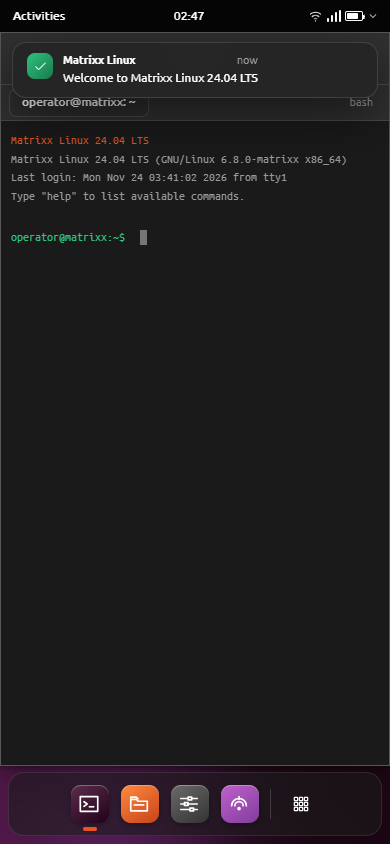 Activities
02:47
Matrixx Linux
now
Welcome to Matrixx Linux 24.04 LTS
operator@matrixx: ~
bash
Matrixx Linux 24.04 LTS
Matrixx Linux 24.04 LTS (GNU/Linux 6.8.0-matrixx x86_64)
Last login: Mon Nov 24 03:41:02 2026 from tty1
Type "help" to list available commands.
operator@matrixx:~$